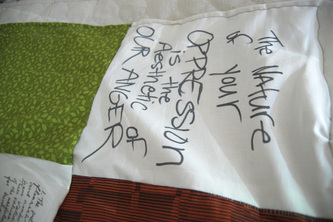 THE NATURE
OF YOUR
OPPRESSION
IS the
Aesthetic
OF
OUR ANGER